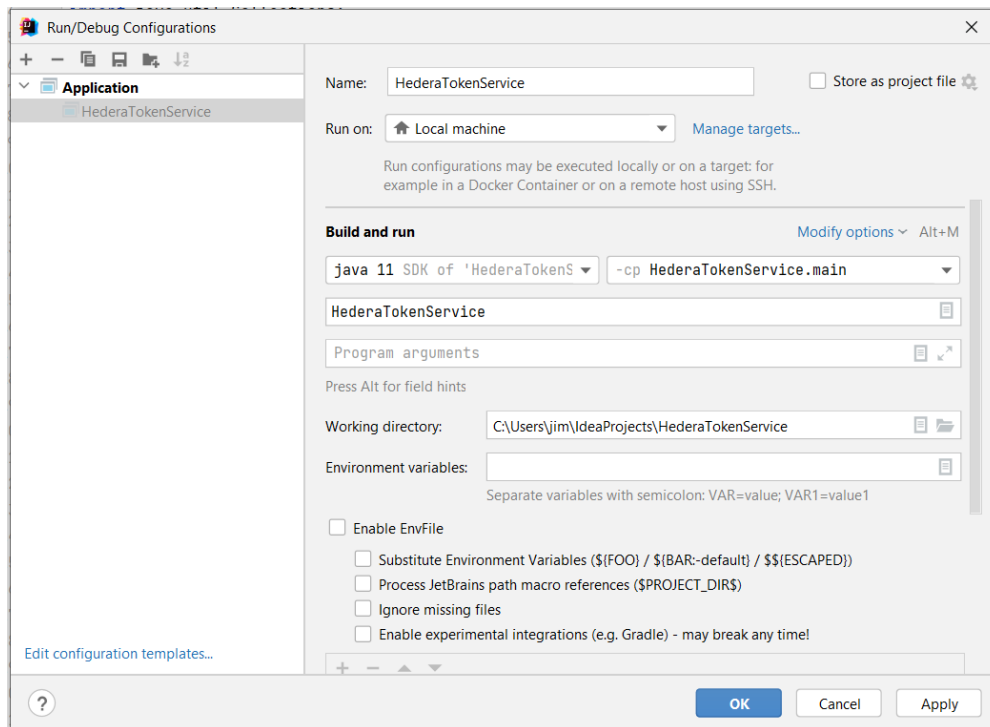 Run/Debug Configurations
Application
HederaTokenService
Name: HederaTokenService Store as project file
Run on: Local machine Manage targets...
Run configurations may be executed locally or on a target: for
example in a Docker Container or on a remote host using SSH.
Build and run Modify options Alt+M
java 11 SDK of 'HederaTokenS -cp HederaTokenService.main
HederaTokenService
Program arguments
Press Alt for field hints
Working directory: C:\Users\jim\IdeaProjects\HederaTokenService
Environment variables:
Separate variables with semicolon: VAR=value; VAR1=value1
Enable EnvFile
Substitute Environment Variables (${FOO} / ${BAR:-default} / $${ESCAPED})
Process JetBrains path macro references ($PROJECT_DIR$)
Ignore missing files
Enable experimental integrations (e.g. Gradle) - may break any time!
Edit configuration templates...
? OK Cancel Apply